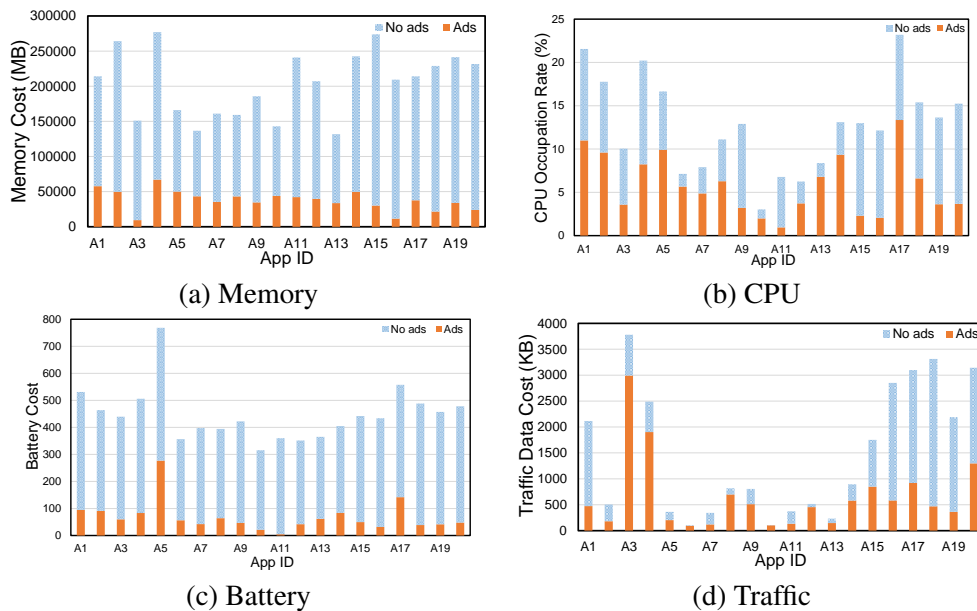 300000
250000
200000
150000
100000
50000
0
Memory Cost (MB)
No ads Ads
A1 A3 A5 A7 A9 A11 A13 A15 A17 A19
App ID
(a) Memory
25
20
15
10
5
0
CPU Occupation Rate (%)
No ads Ads
A1 A3 A5 A7 A9 A11 A13 A15 A17 A19
App ID
(b) CPU
800
700
600
500
400
300
200
100
0
Battery Cost
No ads Ads
A1 A3 A5 A7 A9 A11 A13 A15 A17 A19
App ID
(c) Battery
4000
3500
3000
2500
2000
1500
1000
500
0
Traffic Data Cost (KB)
No ads Ads
A1 A3 A5 A7 A9 A11 A13 A15 A17 A19
App ID
(d) Traffic